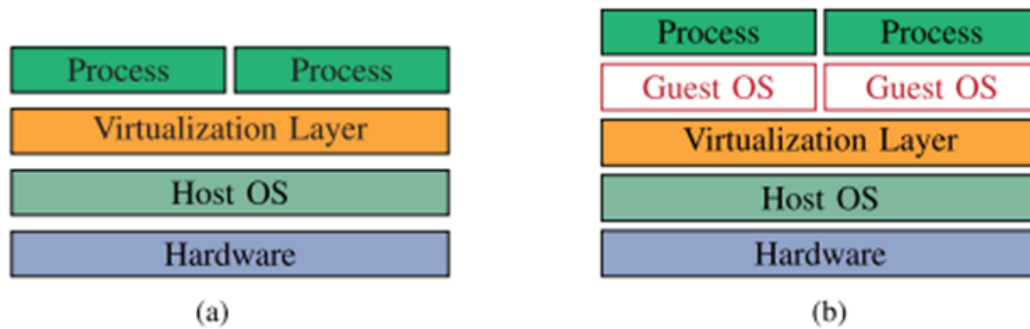 Process Process
Virtualization Layer
Host OS
Hardware
(a)
Process Process
Guest OS Guest OS
Virtualization Layer
Host OS
Hardware
(b)